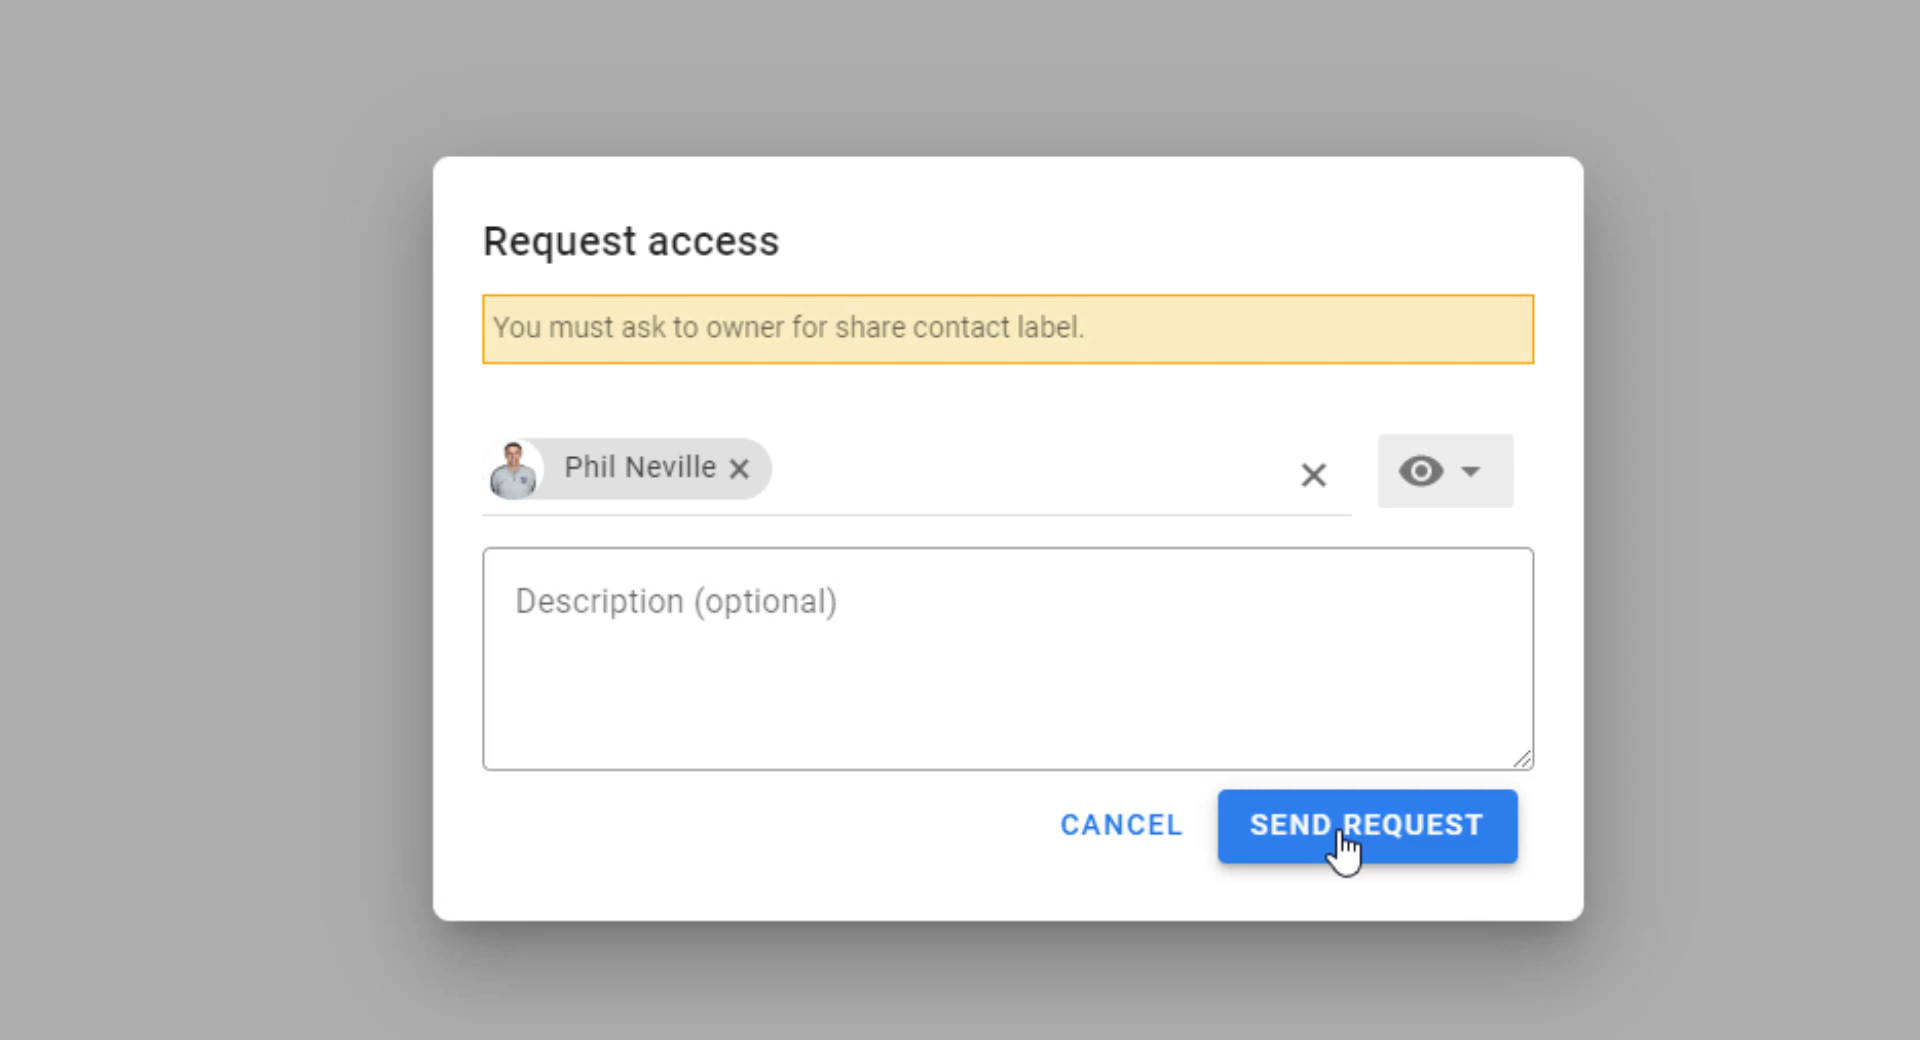 Request access
You must ask to owner for share contact label.
Phil Neville
Description (optional)
CANCEL
SEND REQUEST